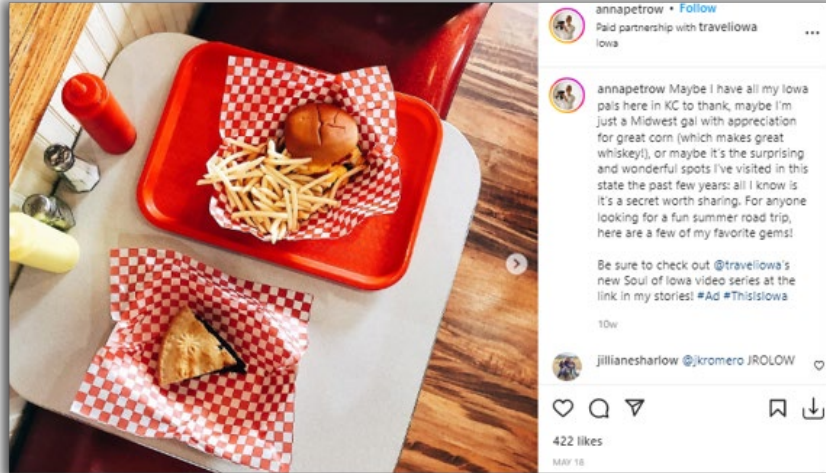 annapetrow • Follow
Paid partnership with traveliowa
Iowa
annapetrow Maybe I have all my Iowa
pals here in KC to thank, maybe I'm
just a Midwest gal with appreciation
for great corn (which makes great
whiskey!), or maybe it's the surprising
and wonderful spots I've visited in this
state the past few years: all I know is
it's a secret worth sharing. For anyone
looking for a fun summer road trip,
here are a few of my favorite gems!
Be sure to check out @traveliowa's
new Soul of Iowa video series at the
link in my stories! #Ad #ThisIsIowa
10w
jillianesharlow @jkromero JROLOW
422 likes
MAY 18